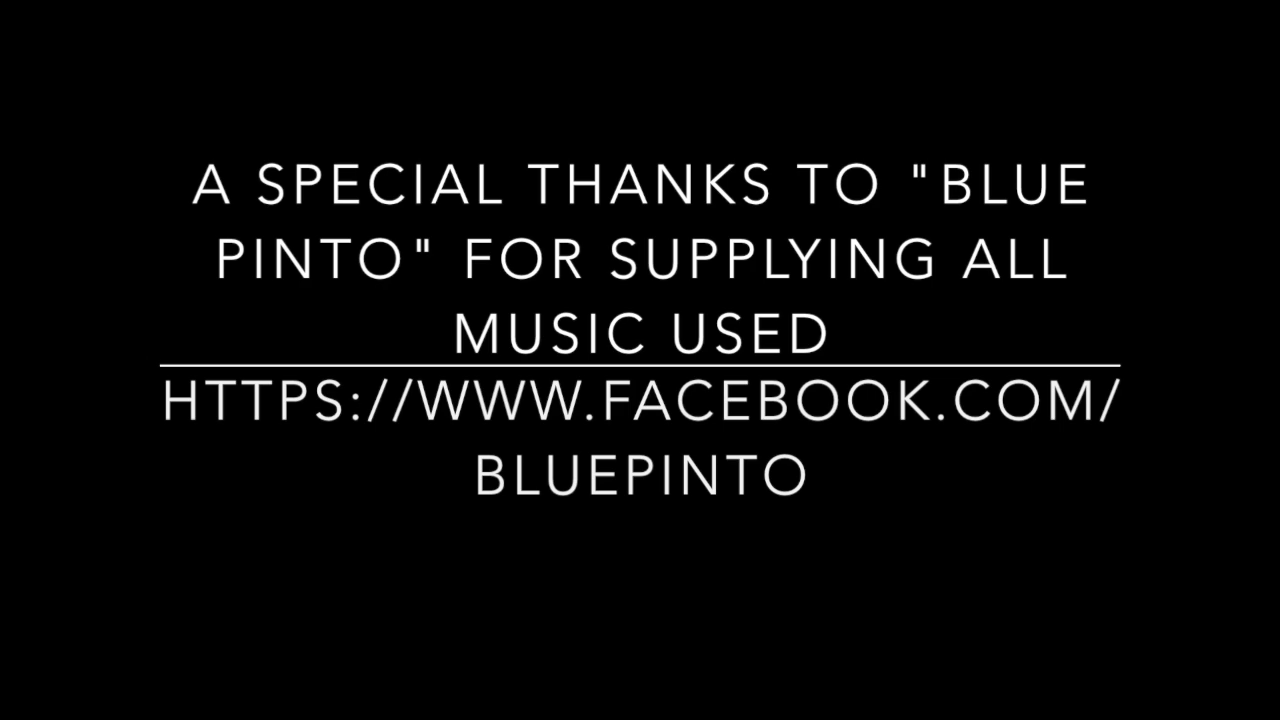 A SPECIAL THANKS TO "BLUE
PINTO" FOR SUPPLYING ALL
MUSIC USED
HTTPS://WWW.FACEBOOK.COM/
BLUEPINTO